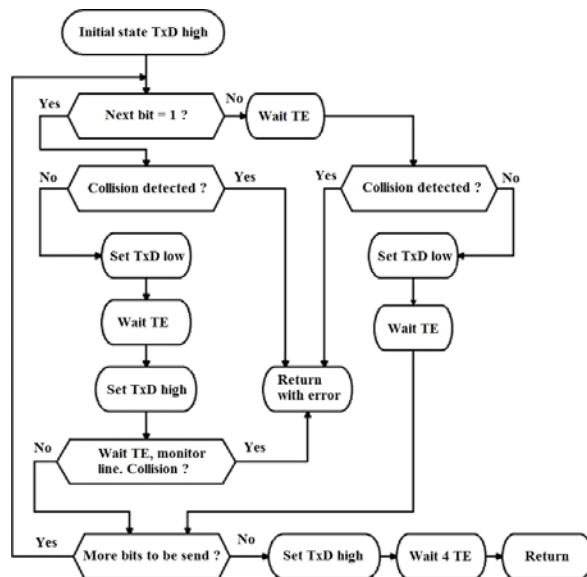 Initial state TxD high
Yes
Next bit = 1 ?
No
Wait TE
No
Collision detected ?
Yes
Yes
Collision detected ?
No
Set TxD low
Set TxD low
Wait TE
Wait TE
Set TxD high
Return
with error
No
Wait TE, monitor
line. Collision ?
Yes
Yes
More bits to be send ?
No
Set TxD high
Wait 4 TE
Return